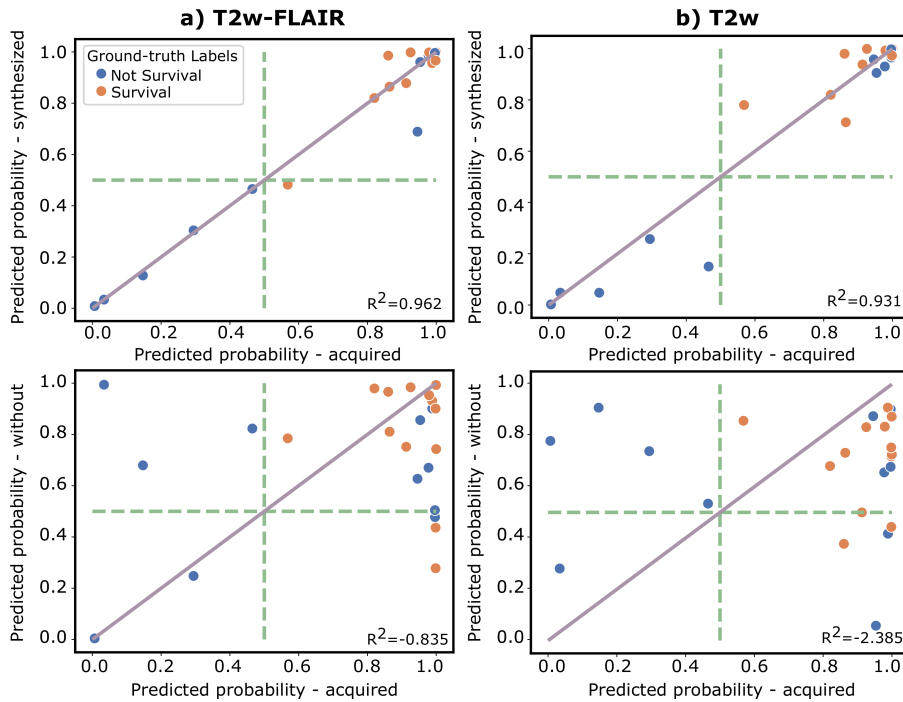 a) T2w-FLAIR
b) T2w
Predicted probability - synthesized
1.0
0.8
0.6
0.4
0.2
0.0
Ground-truth Labels
Not Survival
Survival
R²=0.962
0.0 0.2 0.4 0.6 0.8 1.0
Predicted probability - acquired
Predicted probability - synthesized
1.0
0.8
0.6
0.4
0.2
0.0
R²=0.931
0.0 0.2 0.4 0.6 0.8 1.0
Predicted probability - acquired
Predicted probability - without
1.0
0.8
0.6
0.4
0.2
0.0
R²=-0.835
0.0 0.2 0.4 0.6 0.8 1.0
Predicted probability - acquired
Predicted probability - without
1.0
0.8
0.6
0.4
0.2
0.0
R²=-2.385
0.0 0.2 0.4 0.6 0.8 1.0
Predicted probability - acquired